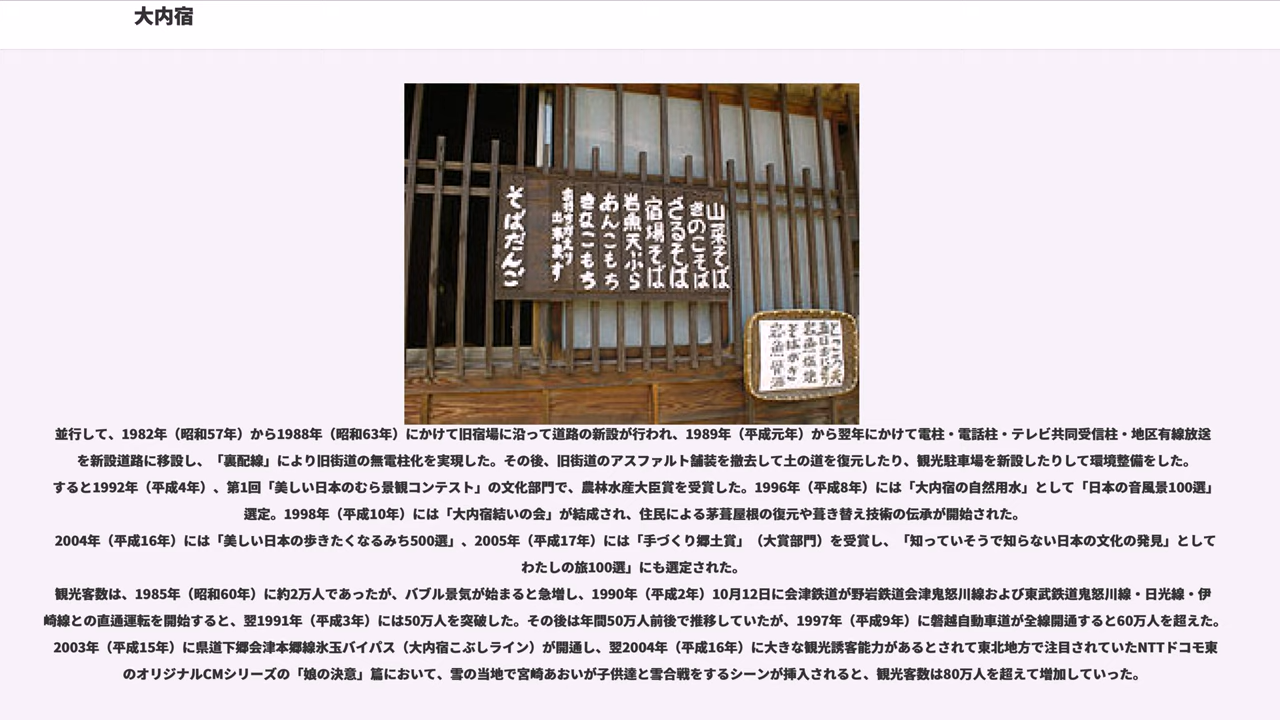 大内宿
山菜そば
きのこそば
ざるそば
宿場そば
岩魚天ぷら
あんこもち
きなこもち
出来ます
そばだんご
並行して、1982年（昭和57年）から1988年（昭和63年）にかけて旧宿場に沿って道路の新設が行われ、1989年（平成元年）から翌年にかけて電柱・電話柱・テレビ共同受信柱・地区有線放送
を新設道路に移設し、「裏配線」により旧街道の無電柱化を実現した。その後、旧街道のアスファルト舗装を撤去して土の道を復元したり、観光駐車場を新設したりして環境整備をした。
すると1992年（平成4年）、第1回「美しい日本のむら景観コンテスト」の文化部門で、農林水産大臣賞を受賞した。1996年（平成8年）には「大内宿の自然用水」として「日本の音風景100選」
選定。1998年（平成10年）には「大内宿結いの会」が結成され、住民による茅葺屋根の復元や葺き替え技術の伝承が開始された。
2004年（平成16年）には「美しい日本の歩きたくなるみち500選」、2005年（平成17年）には「手づくり郷土賞」（大賞部門）を受賞し、「知っていそうで知らない日本の文化の発見」として
わたしの旅100選」にも選定された。
観光客数は、1985年（昭和60年）に約2万人であったが、バブル景気が始まると急増し、1990年（平成2年）10月12日に会津鉄道が野岩鉄道会津鬼怒川線および東武鉄道鬼怒川線・日光線・伊
崎線との直通運転を開始すると、翌1991年（平成3年）には50万人を突破した。その後は年間50万人前後で推移していたが、1997年（平成9年）に磐越自動車道が全線開通すると60万人を超えた。
2003年（平成15年）に県道下郷会津本郷線氷玉バイパス（大内宿こぶしライン）が開通し、翌2004年（平成16年）に大きな観光誘客能力があるとされて東北地方で注目されていたNTTドコモ東
のオリジナルCMシリーズの「娘の決意」篇において、雪の当地で宮崎あおいが子供達と雪合戦をするシーンが挿入されると、観光客数は80万人を超えて増加していった。